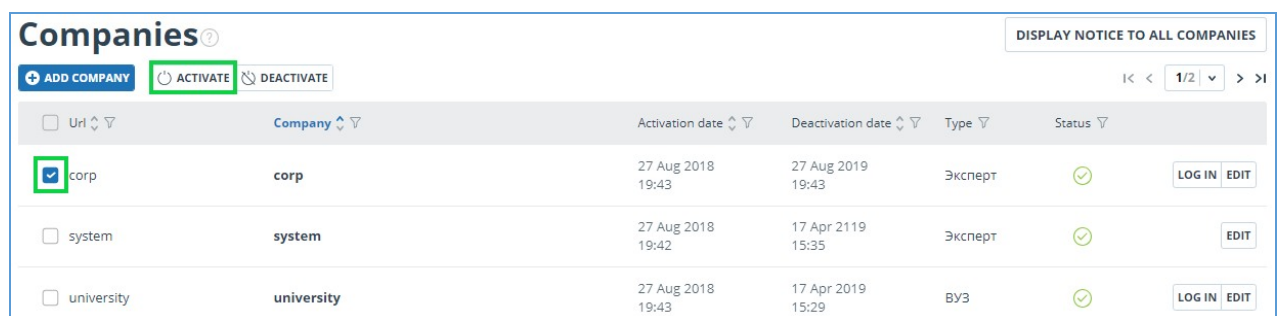 Companies
DISPLAY NOTICE TO ALL COMPANIES
ADD COMPANY ACTIVATE DEACTIVATE 1/2
Url Company Activation date Deactivation date Type Status
corp corp 27 Aug 2018 19:43 27 Aug 2019 19:43 Эксперт LOG IN EDIT
system system 27 Aug 2018 19:42 17 Apr 2119 15:35 Эксперт EDIT
university university 27 Aug 2018 19:43 17 Apr 2019 15:29 ВУЗ LOG IN EDIT